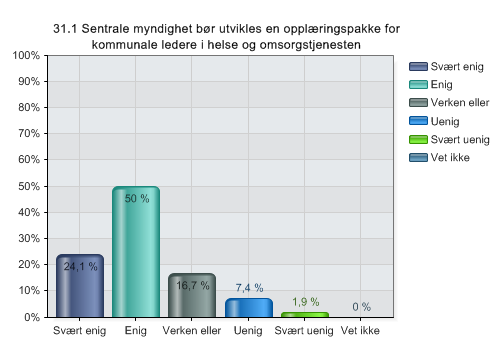 31.1 Sentrale myndighet bør utvikles en opplæringspakke for
kommunale ledere i helse og omsorgstjenesten
100%
90%
80%
70%
60%
50%
40%
30%
20%
10%
0%
24,1 %
50 %
16,7 %
7,4 %
1,9 %
0 %
Svært enig
Enig
Verken eller
Uenig
Svært uenig
Vet ikke
Svært enig
Enig
Verken eller
Uenig
Svært uenig
Vet ikke